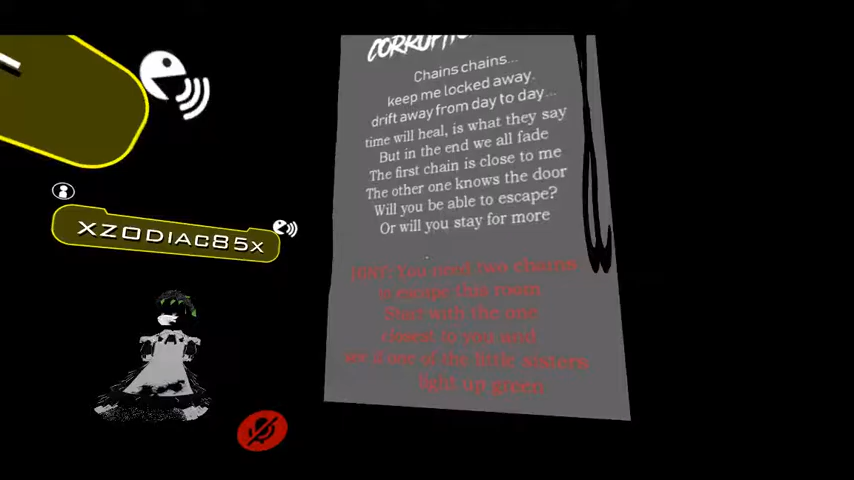 CORRUPTION
Chains chains...
keep me locked away.
drift away from day to day...
time will heal, is what they say
But in the end we all fade
The first chain is close to me
The other one knows the door
Will you be able to escape?
Or will you stay for more
HINT: You need two chains
to escape this room
Start with the one
closest to you and
see if one of the little sisters
light up green
xZODIAC85x